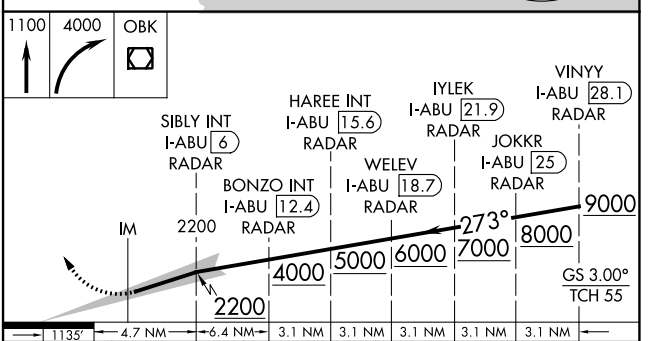 1100 4000 OBK
VINYY
I-ABU 28.1
RADAR
IYLEK
I-ABU 21.9
RADAR
HAREE INT
I-ABU 15.6
RADAR
SIBLY INT
I-ABU 6
RADAR
JOKKR
I-ABU 25
RADAR
WELEV
I-ABU 18.7
RADAR
BONZO INT
I-ABU 12.4
RADAR
IM
2200
273°
9000
8000
7000
6000
5000
4000
2200
GS 3.00°
TCH 55
1135' 4.7 NM 6.4 NM 3.1 NM 3.1 NM 3.1 NM 3.1 NM 3.1 NM